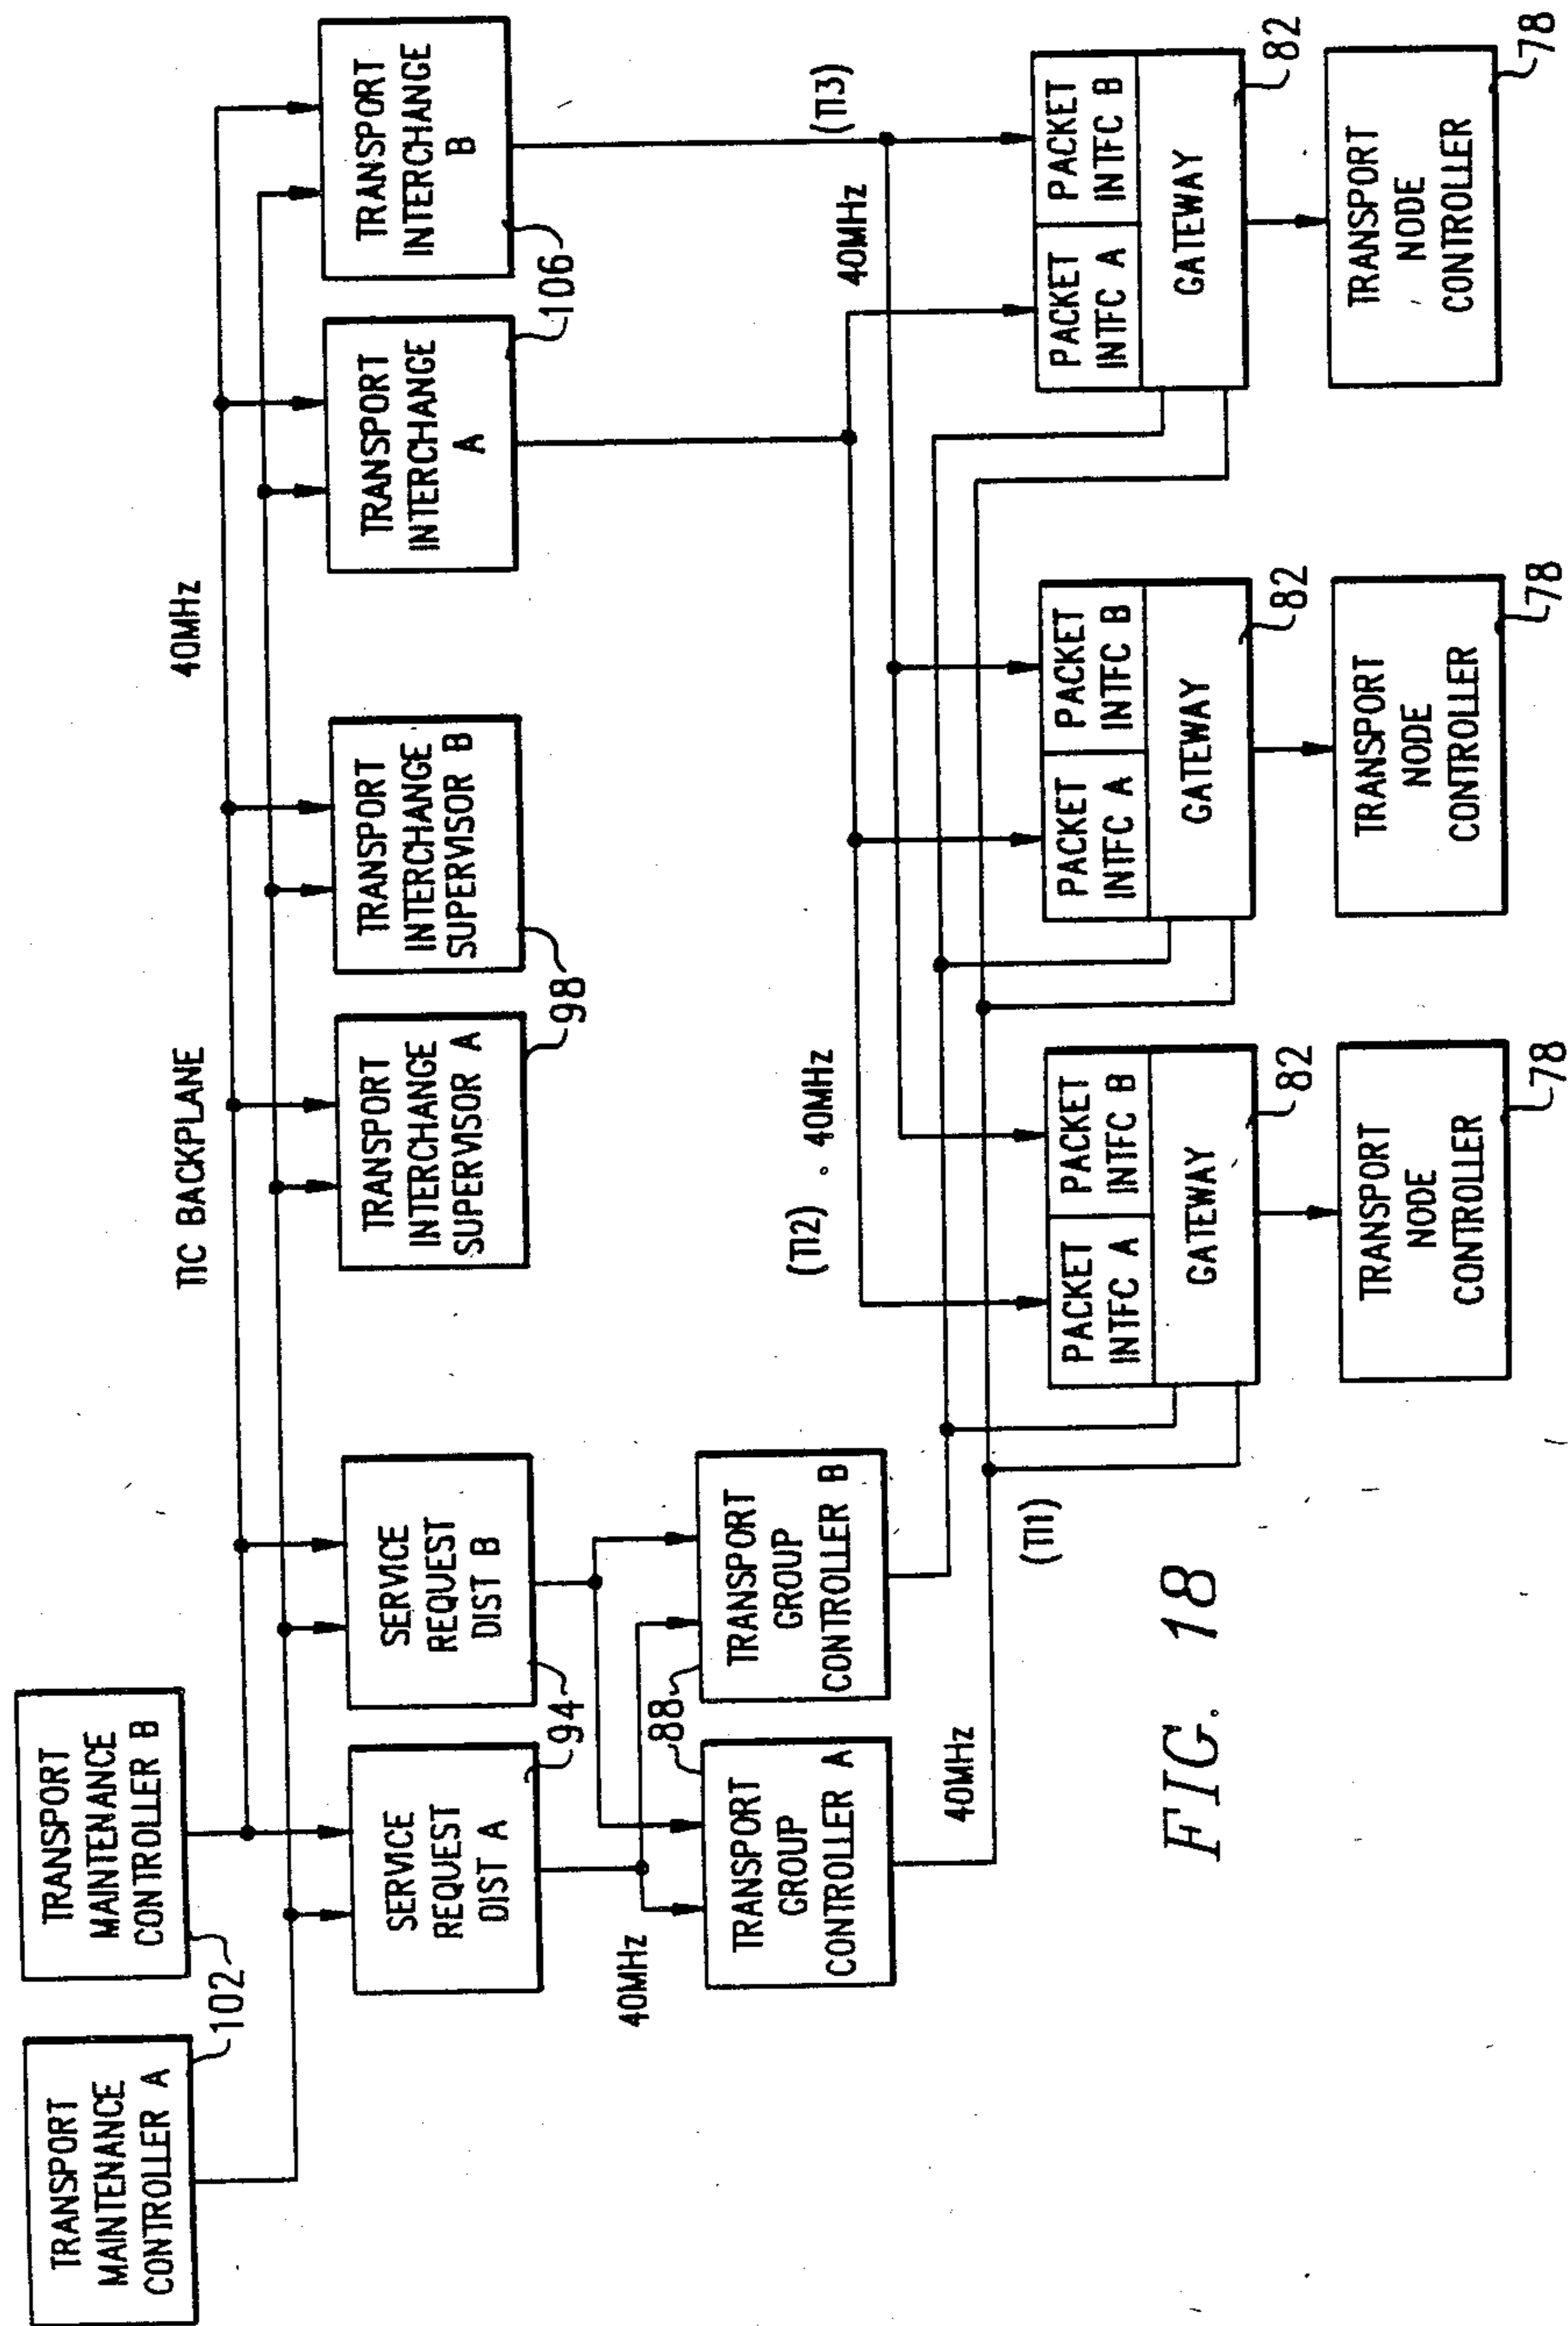 TRANSPORT
MAINTENANCE
CONTROLLER A
TRANSPORT
MAINTENANCE
CONTROLLER B
102
TIC BACKPLANE
40MHz
SERVICE
REQUEST
DIST A
SERVICE
REQUEST
DIST B
94
TRANSPORT
INTERCHANGE
SUPERVISOR A
TRANSPORT
INTERCHANGE
SUPERVISOR B
98
TRANSPORT
INTERCHANGE
A
TRANSPORT
INTERCHANGE
B
106
40MHz
88
TRANSPORT
GROUP
CONTROLLER A
TRANSPORT
GROUP
CONTROLLER B
(TI2) 40MHz
40MHz
(TI3)
40MHz
(TI1)
PACKET
INTFC A
PACKET
INTFC B
GATEWAY
82
PACKET
INTFC A
PACKET
INTFC B
GATEWAY
82
PACKET
INTFC A
PACKET
INTFC B
GATEWAY
82
TRANSPORT
NODE
CONTROLLER
78
TRANSPORT
NODE
CONTROLLER
78
TRANSPORT
NODE
CONTROLLER
78
FIG. 18